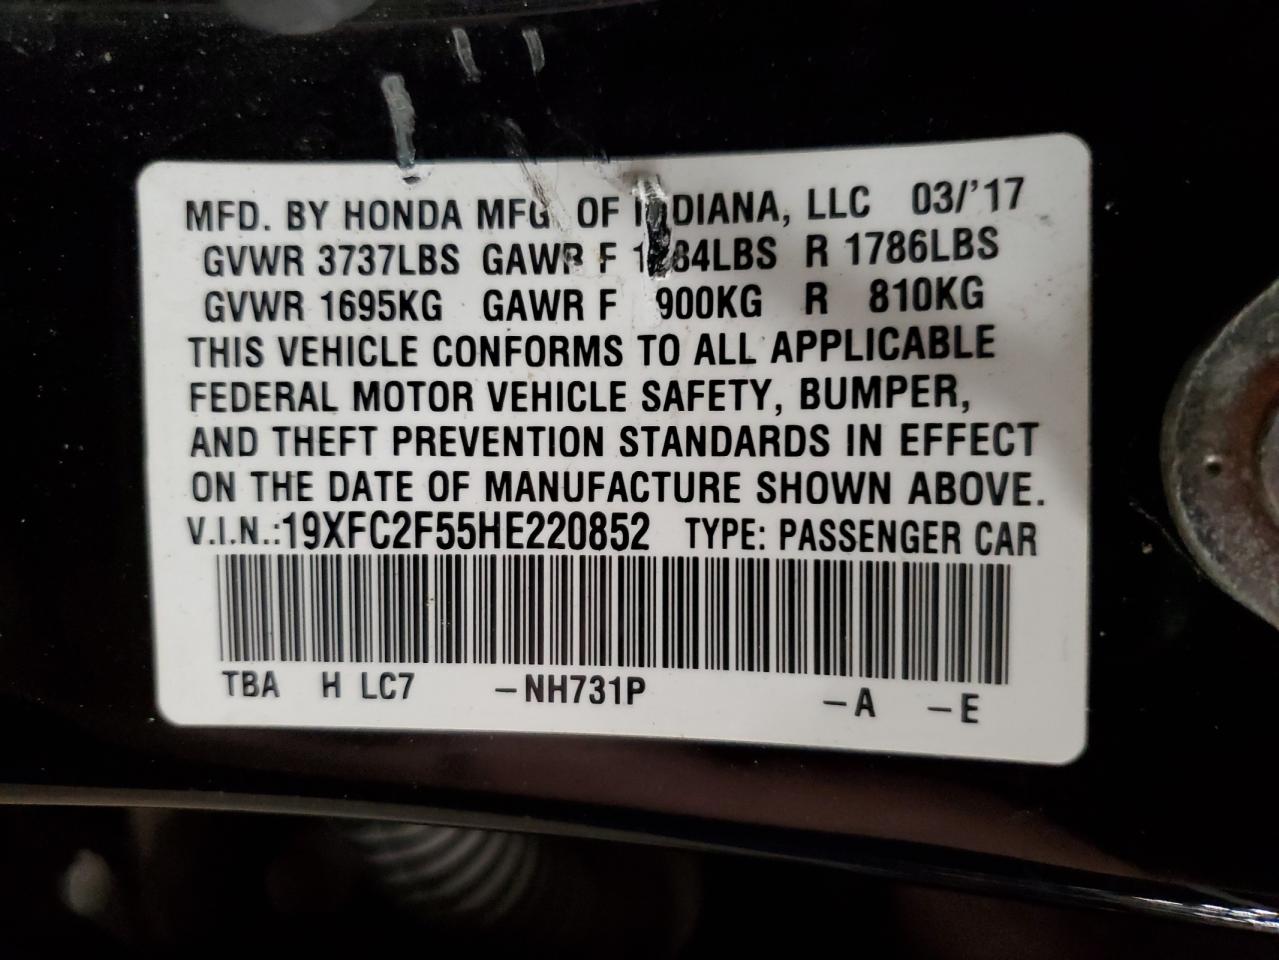 MFD. BY HONDA MFG. OF INDIANA, LLC 03/'17
GVWR 3737LBS GAWR F LBS R 1786LBS
GVWR 1695KG GAWR F 900KG R 810KG
THIS VEHICLE CONFORMS TO ALL APPLICABLE
FEDERAL MOTOR VEHICLE SAFETY, BUMPER,
AND THEFT PREVENTION STANDARDS IN EFFECT
ON THE DATE OF MANUFACTURE SHOWN ABOVE.
V.I.N.:19XFC2F55HE220852 TYPE: PASSENGER CAR
TBA H LC7 -NH731P -A -E